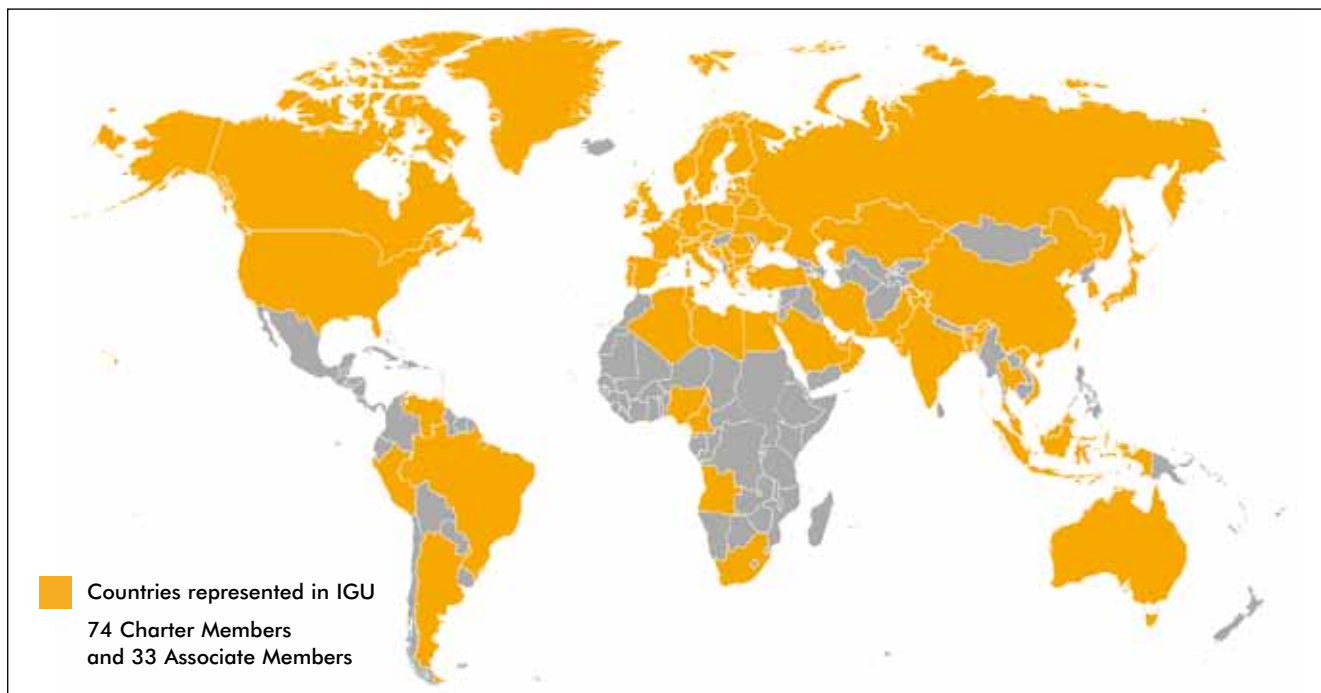 Countries represented in IGU
74 Charter Members
and 33 Associate Members